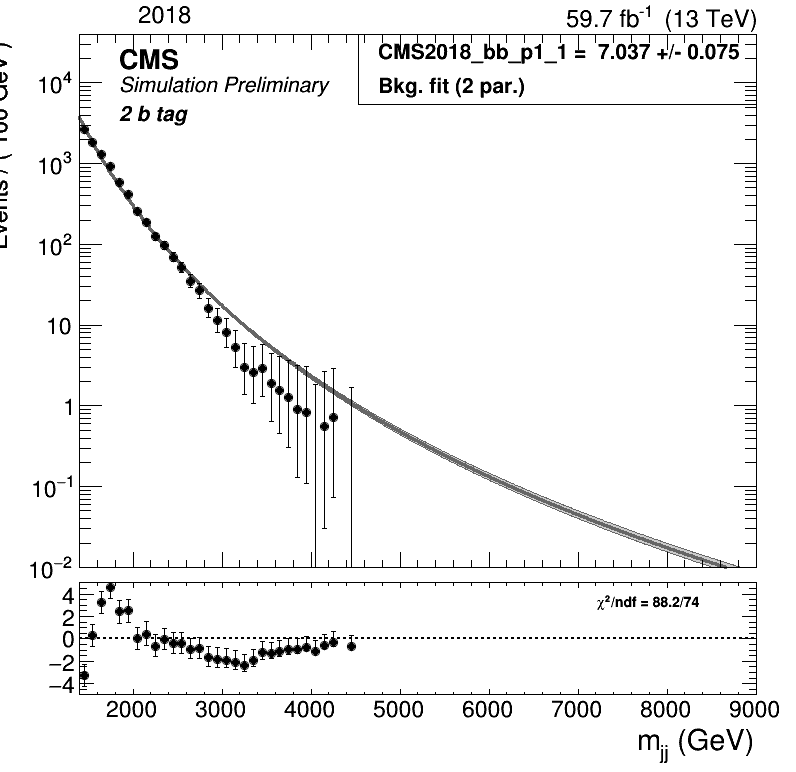 2018
59.7 fb⁻¹ (13 TeV)
CMS
Simulation Preliminary
2 b tag
CMS2018_bb_p1_1 = 7.037 +/- 0.075
Bkg. fit (2 par.)
10⁴
10³
10²
10
1
10⁻¹
10⁻²
χ²/ndf = 88.2/74
4
2
0
−2
−4
2000 3000 4000 5000 6000 7000 8000 9000
m_jj (GeV)